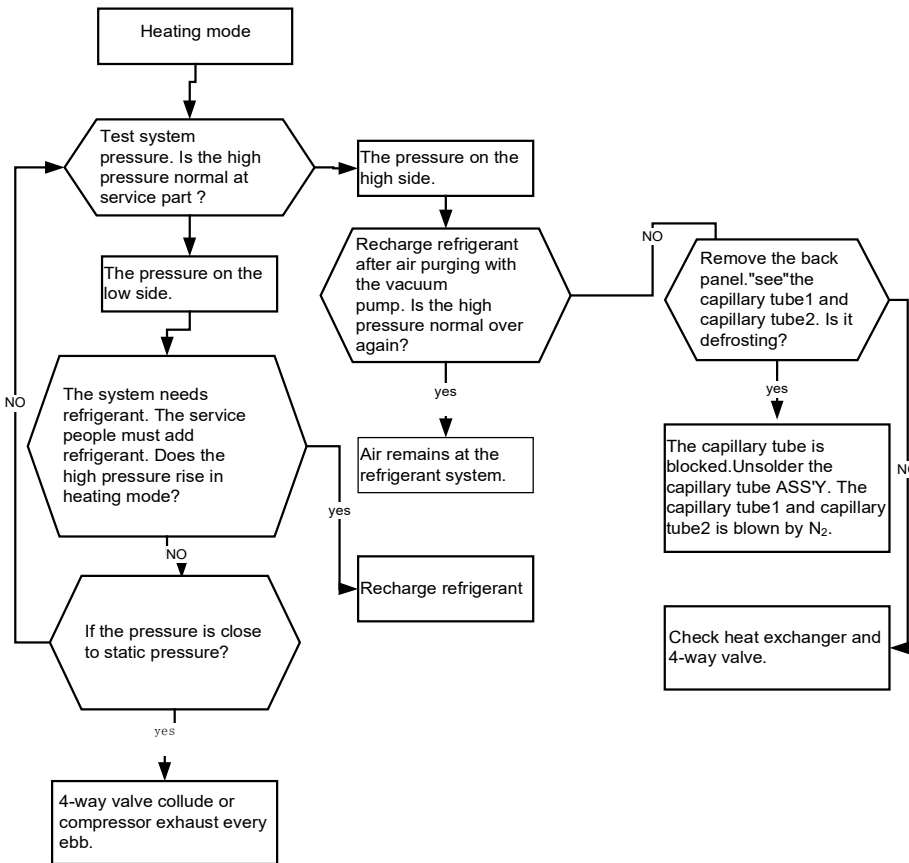 Heating mode
Test system
pressure. Is the high
pressure normal at
service part ?
The pressure on the
high side.
The pressure on the
low side.
Recharge refrigerant
after air purging with
the vacuum
pump. Is the high
pressure normal over
again?
NO
Remove the back
panel."see"the
capillary tube1 and
capillary tube2. Is it
defrosting?
NO
The system needs
refrigerant. The service
people must add
refrigerant. Does the
high pressure rise in
heating mode?
yes
yes
Air remains at the
refrigerant system.
The capillary tube is
blocked.Unsolder the
capillary tube ASS'Y. The
capillary tube1 and capillary
tube2 is blown by N₂.
NO
yes
NO
Recharge refrigerant
If the pressure is close
to static pressure?
Check heat exchanger and
4-way valve.
yes
4-way valve collude or
compressor exhaust every
ebb.